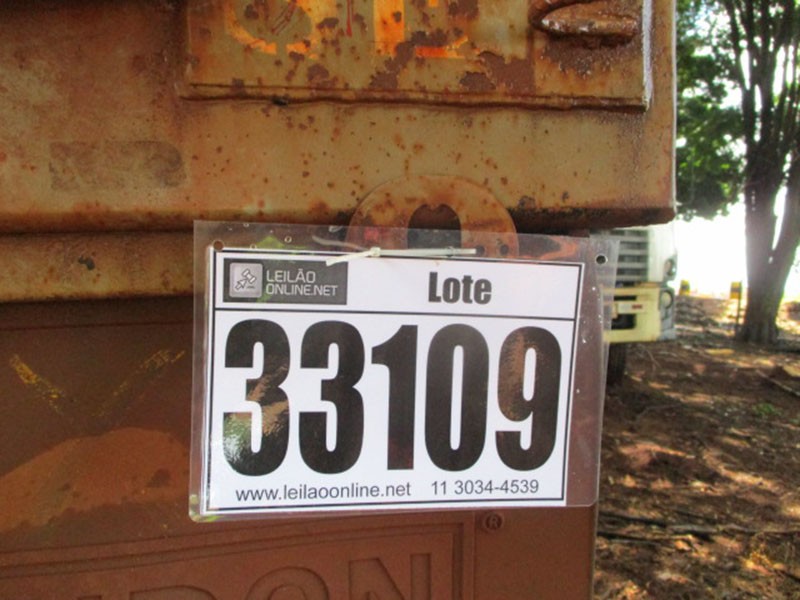 LEILÃO
ONLINE.NET
Lote
33109
www.leilaoonline.net 11 3034-4539
®